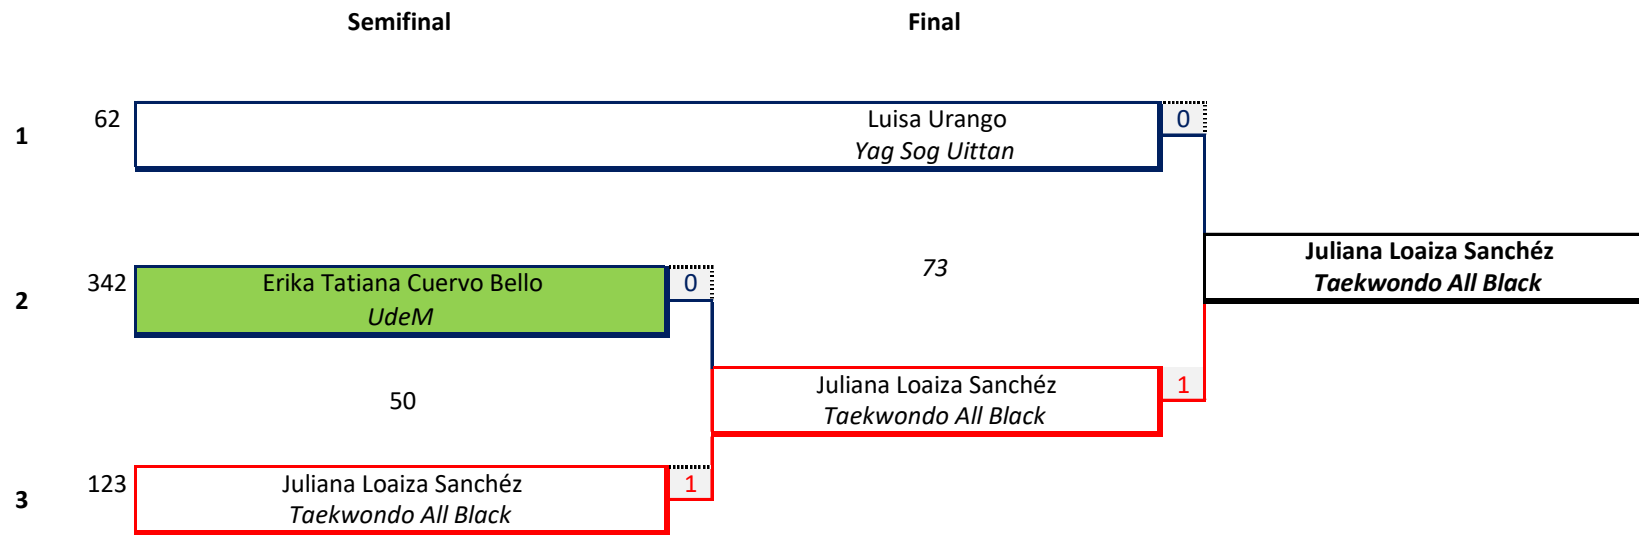 Semifinal
Final
1
62
Luisa Urango
Yag Sog Uittan
0
2
342
Erika Tatiana Cuervo Bello
UdeM
0
73
Juliana Loaiza Sanchéz
Taekwondo All Black
50
Juliana Loaiza Sanchéz
Taekwondo All Black
1
3
123
Juliana Loaiza Sanchéz
Taekwondo All Black
1